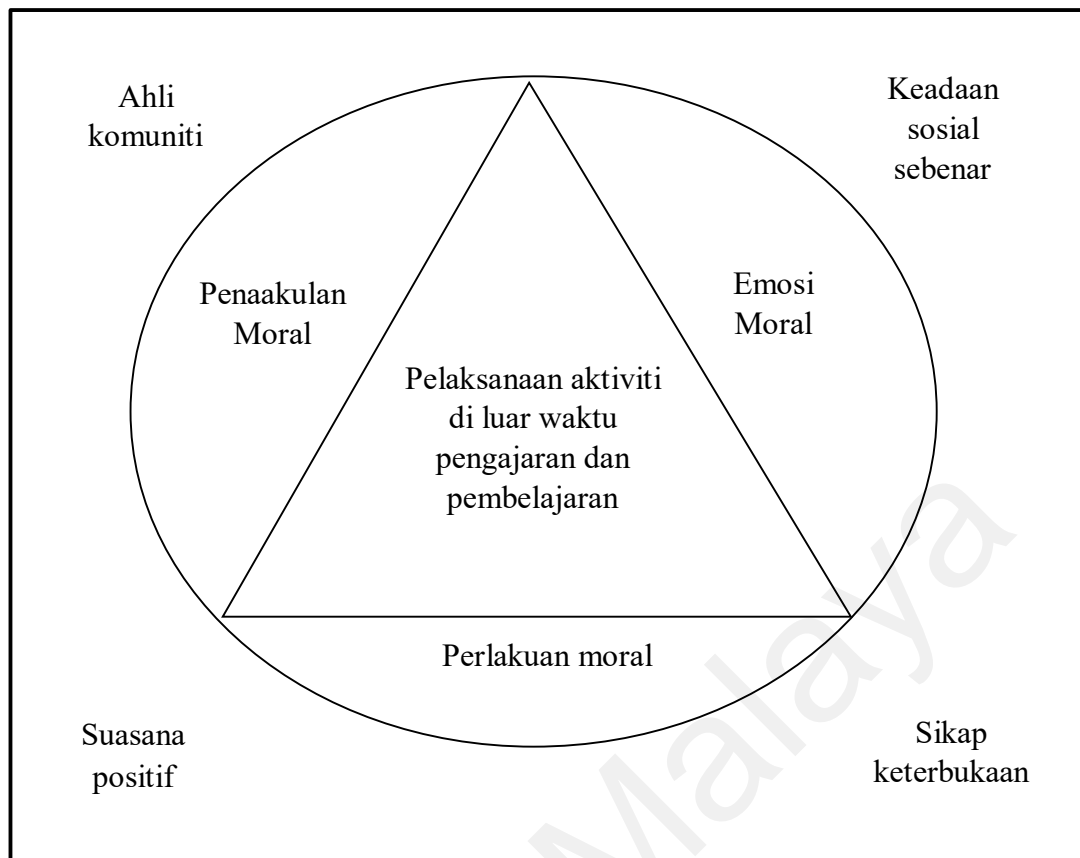 Ahli
komuniti
Keadaan
sosial
sebenar
Penaakulan
Moral
Emosi
Moral
Pelaksanaan aktiviti
di luar waktu
pengajaran dan
pembelajaran
Perlakuan moral
Suasana
positif
Sikap
keterbukaan
Malaya